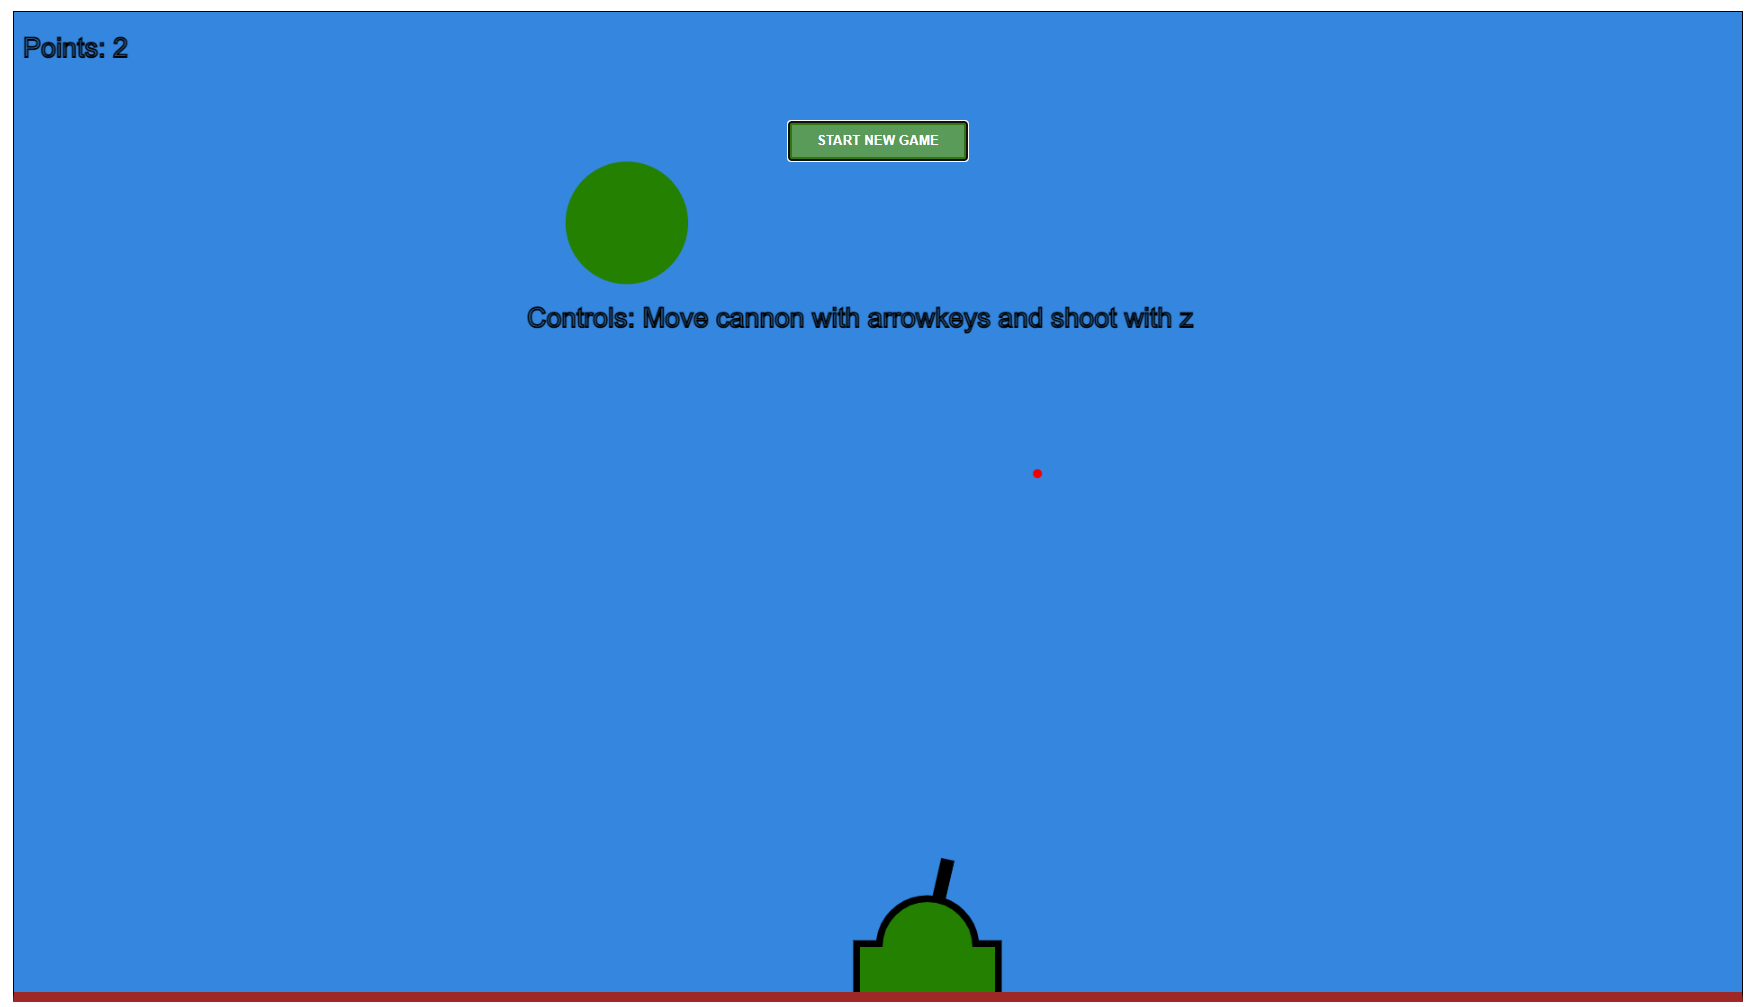 Points: 2
START NEW GAME
Controls: Move cannon with arrowkeys and shoot with z